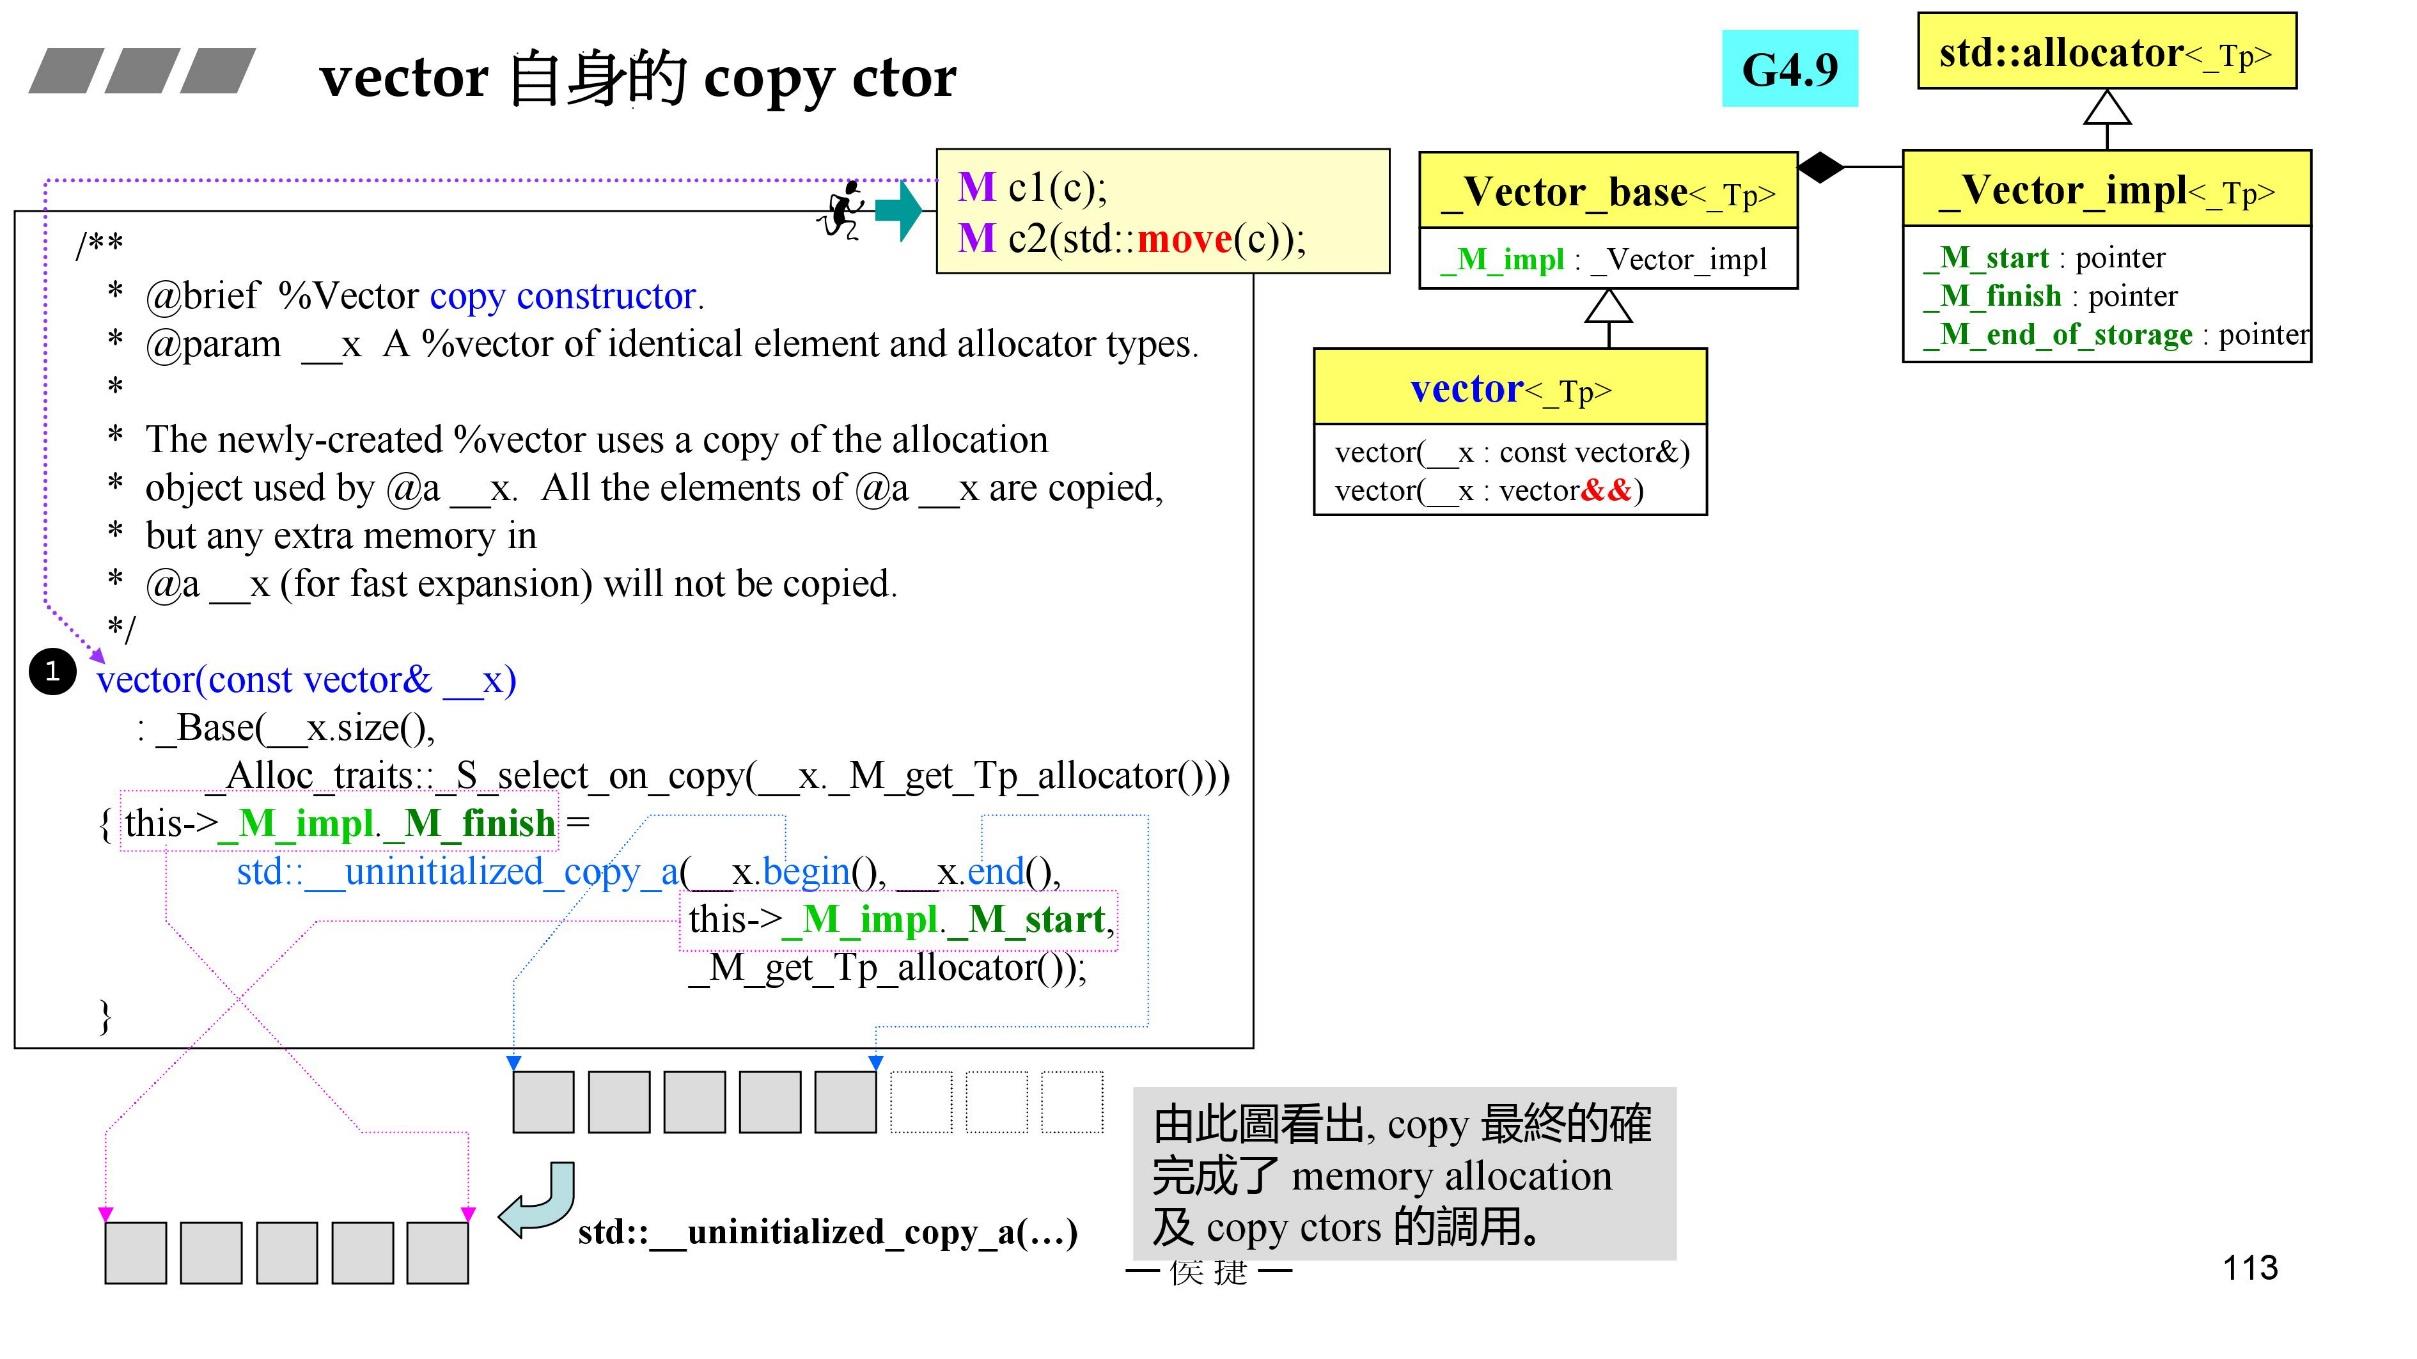 vector 自身的 copy ctor
G4.9
std::allocator<_Tp>
M c1(c);
M c2(std::move(c));
_Vector_base<_Tp>
_M_impl : _Vector_impl
_Vector_impl<_Tp>
_M_start : pointer
_M_finish : pointer
_M_end_of_storage : pointer
vector<_Tp>
vector(__x : const vector&)
vector(__x : vector&&)
/**
* @brief %Vector copy constructor.
* @param __x A %vector of identical element and allocator types.
*
* The newly-created %vector uses a copy of the allocation
* object used by @a __x. All the elements of @a __x are copied,
* but any extra memory in
* @a __x (for fast expansion) will not be copied.
*/
1 vector(const vector& __x)
: _Base(__x.size(),
_Alloc_traits::_S_select_on_copy(__x._M_get_Tp_allocator()))
{ this->_M_impl._M_finish =
std::__uninitialized_copy_a(__x.begin(), __x.end(),
this->_M_impl._M_start,
_M_get_Tp_allocator());
}
std::__uninitialized_copy_a(…)
由此圖看出, copy 最終的確
完成了 memory allocation
及 copy ctors 的調用。
— 侯捷 —
113